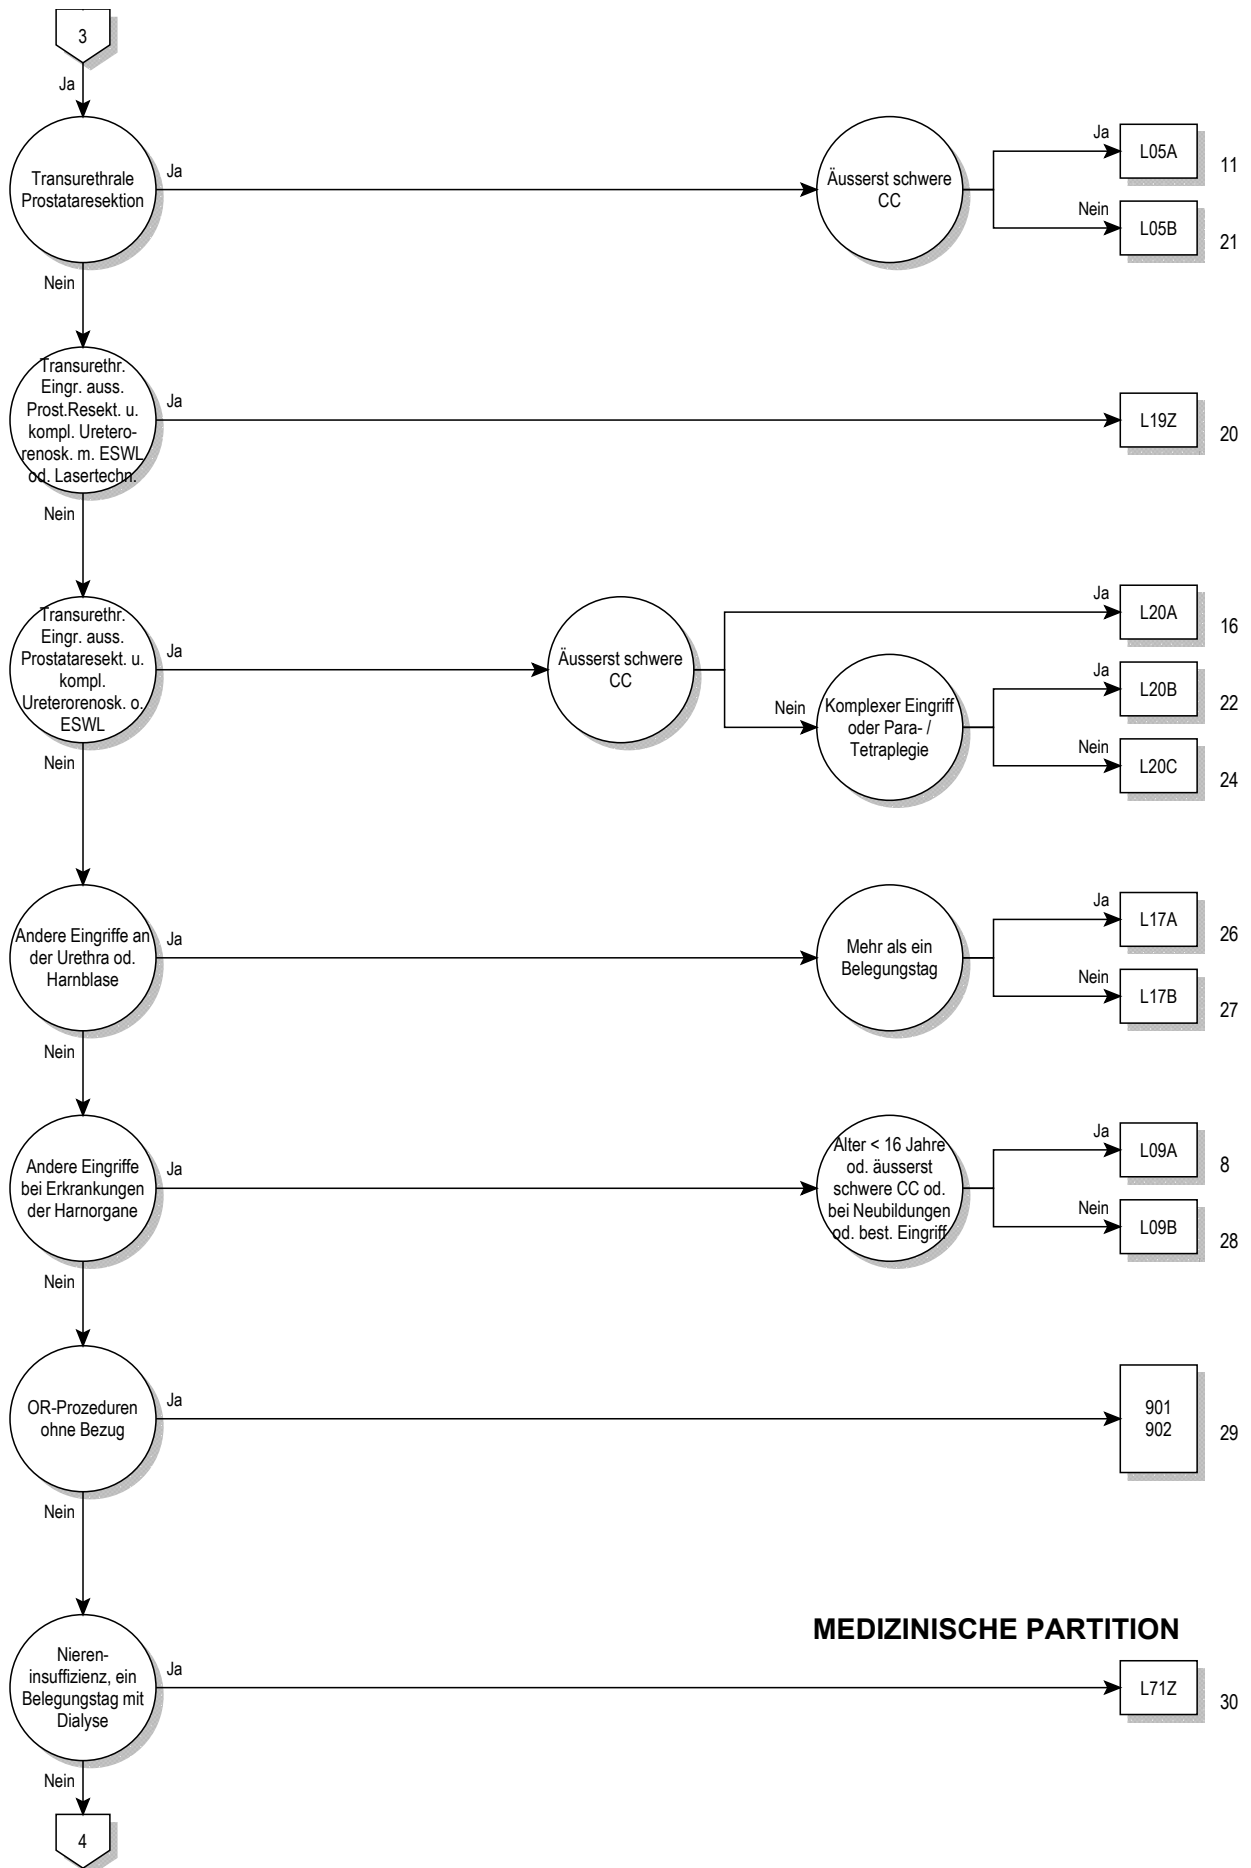 3
Ja
Transurethrale
Prostataresektion
Ja
Äusserst schwere
CC
Ja
L05A
11
Nein
L05B
21
Nein
Transurethr.
Eingr. auss.
Prost.Resekt. u.
kompl. Uretero-
renosk. m. ESWL
od. Lasertechn.
Ja
L19Z
20
Nein
Transurethr.
Eingr. auss.
Prostataresekt. u.
kompl.
Ureterorenosk. o.
ESWL
Ja
Äusserst schwere
CC
Ja
L20A
16
Nein
Komplexer Eingriff
oder Para- /
Tetraplegie
Ja
L20B
22
Nein
L20C
24
Nein
Andere Eingriffe an
der Urethra od.
Harnblase
Ja
Mehr als ein
Belegungstag
Ja
L17A
26
Nein
L17B
27
Nein
Andere Eingriffe
bei Erkrankungen
der Harnorgane
Ja
Alter < 16 Jahre
od. äusserst
schwere CC od.
bei Neubildungen
od. best. Eingriff
Ja
L09A
8
Nein
L09B
28
Nein
OR-Prozeduren
ohne Bezug
Ja
901
902
29
Nein
MEDIZINISCHE PARTITION
Nieren-
insuffizienz, ein
Belegungstag mit
Dialyse
Ja
L71Z
30
Nein
4